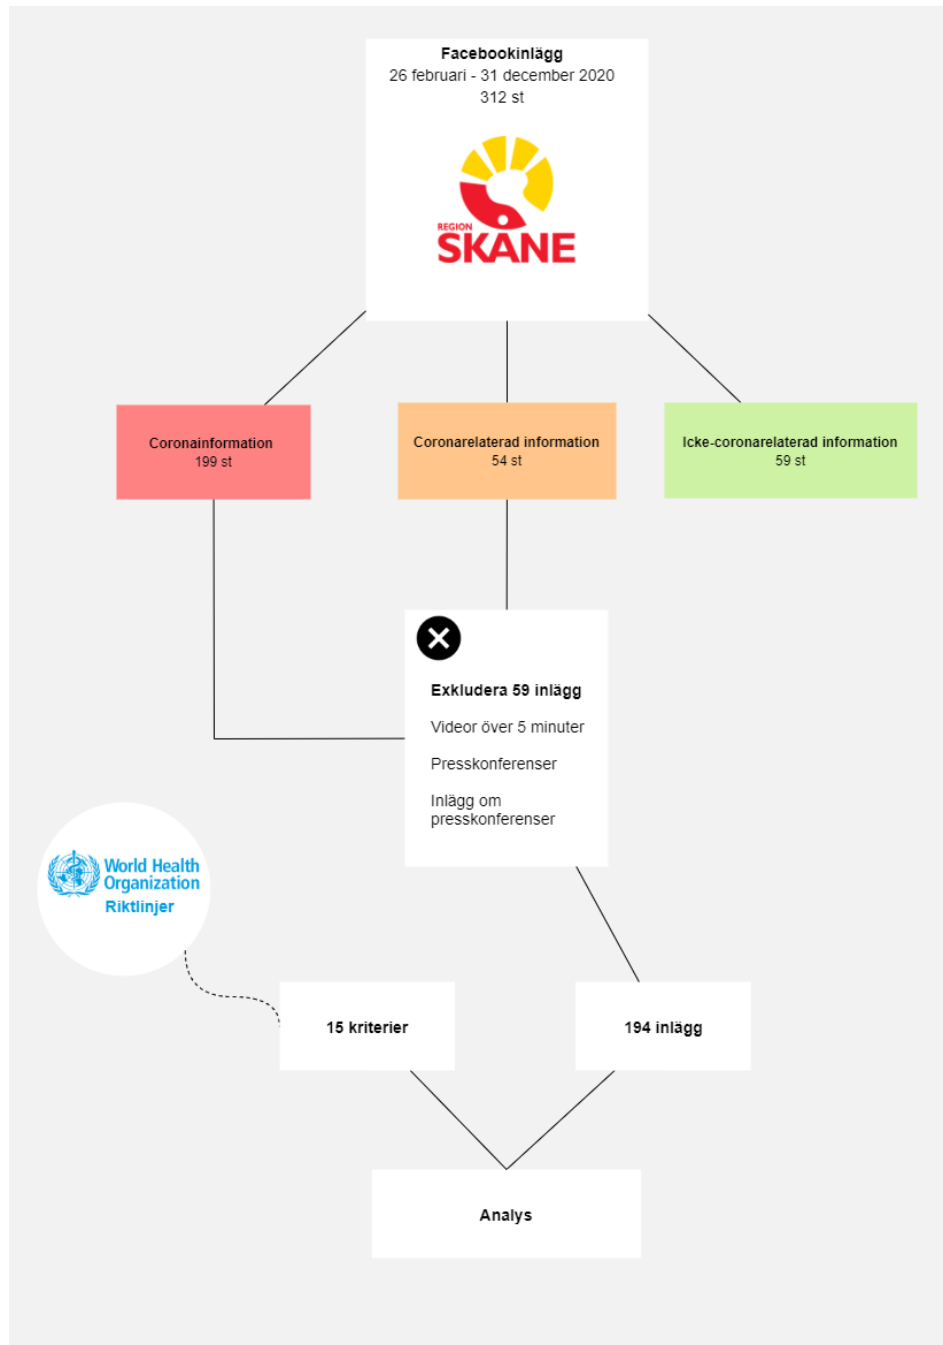 Facebookinlägg
26 februari - 31 december 2020
312 st
REGION
SKÅNE
Coronainformation
199 st
Coronarelaterad information
54 st
Icke-coronarelaterad information
59 st
Exkludera 59 inlägg
Videor över 5 minuter
Presskonferenser
Inlägg om
presskonferenser
World Health
Organization
Riktlinjer
15 kriterier
194 inlägg
Analys